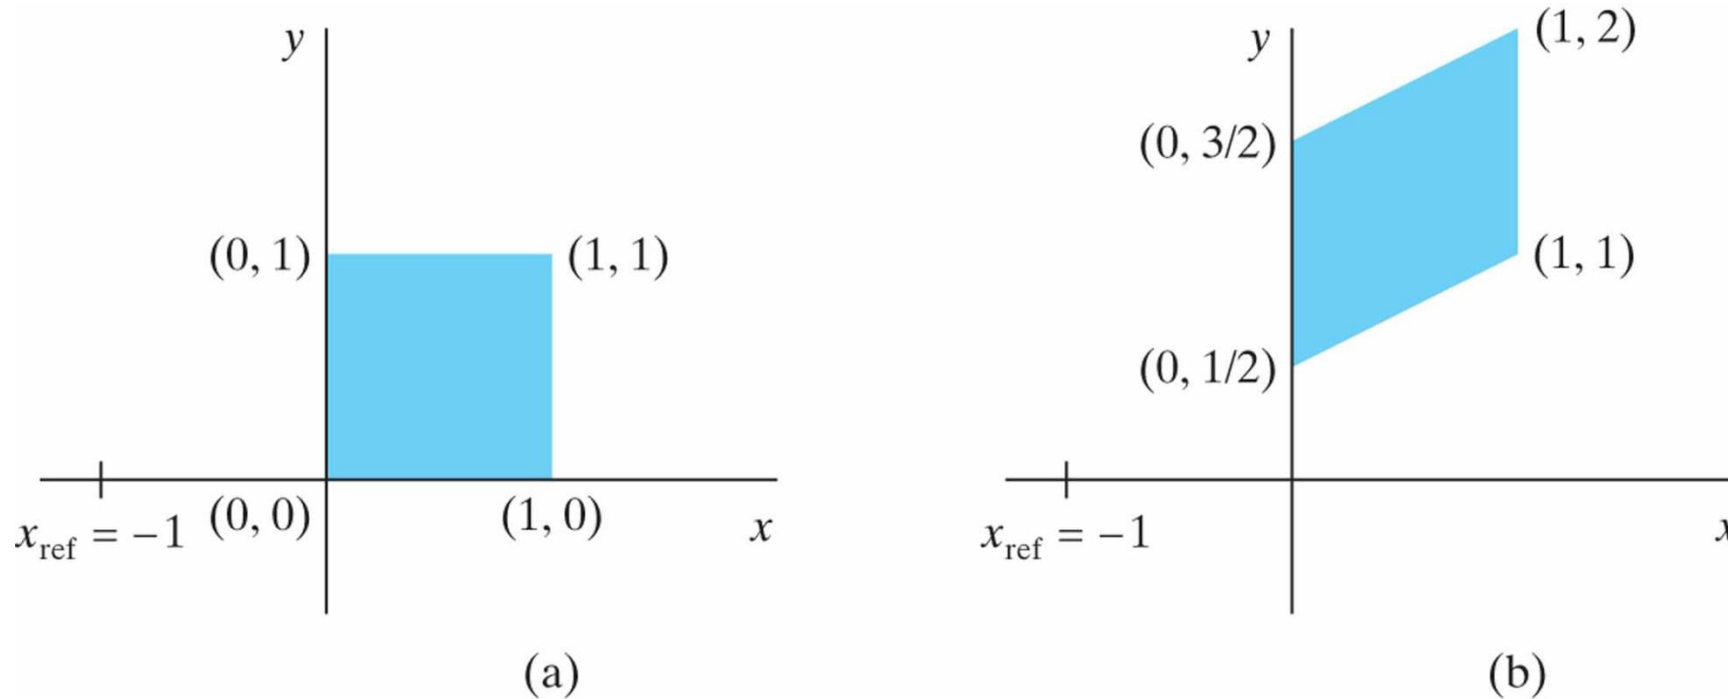 y
(0, 1)
(1, 1)
x_ref = −1
(0, 0)
(1, 0)
x
(a)
y
(1, 2)
(0, 3/2)
(1, 1)
(0, 1/2)
x_ref = −1
x
(b)